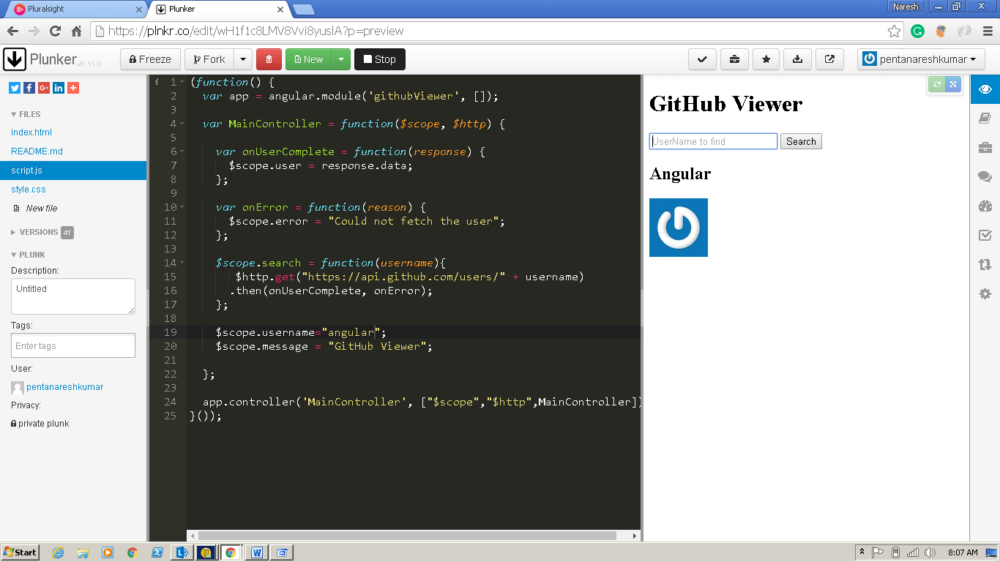 Pluralsight
Plunker
Naresh
https://plnkr.co/edit/wH1f1c8LMV8Vvi8yuslA?p=preview
Plunker v0.11.0
Freeze
Fork
New
Stop
pentanareshkumar
FILES
index.html
README.md
script.js
style.css
New file
VERSIONS 41
PLUNK
Description:
Untitled
Tags:
Enter tags
User:
pentanareshkumar
Privacy:
private plunk
1 (function() {
2 var app = angular.module('githubViewer', []);
3
4 var MainController = function($scope, $http) {
5
6 var onUserComplete = function(response) {
7 $scope.user = response.data;
8 };
9
10 var onError = function(reason) {
11 $scope.error = "Could not fetch the user";
12 };
13
14 $scope.search = function(username){
15 $http.get("https://api.github.com/users/" + username)
16 .then(onUserComplete, onError);
17 };
18
19 $scope.username="angular";
20 $scope.message = "GitHub Viewer";
21
22 };
23
24 app.controller('MainController', ["$scope","$http",MainController])
25 }());
GitHub Viewer
UserName to find
Search
Angular
Start
8:07 AM